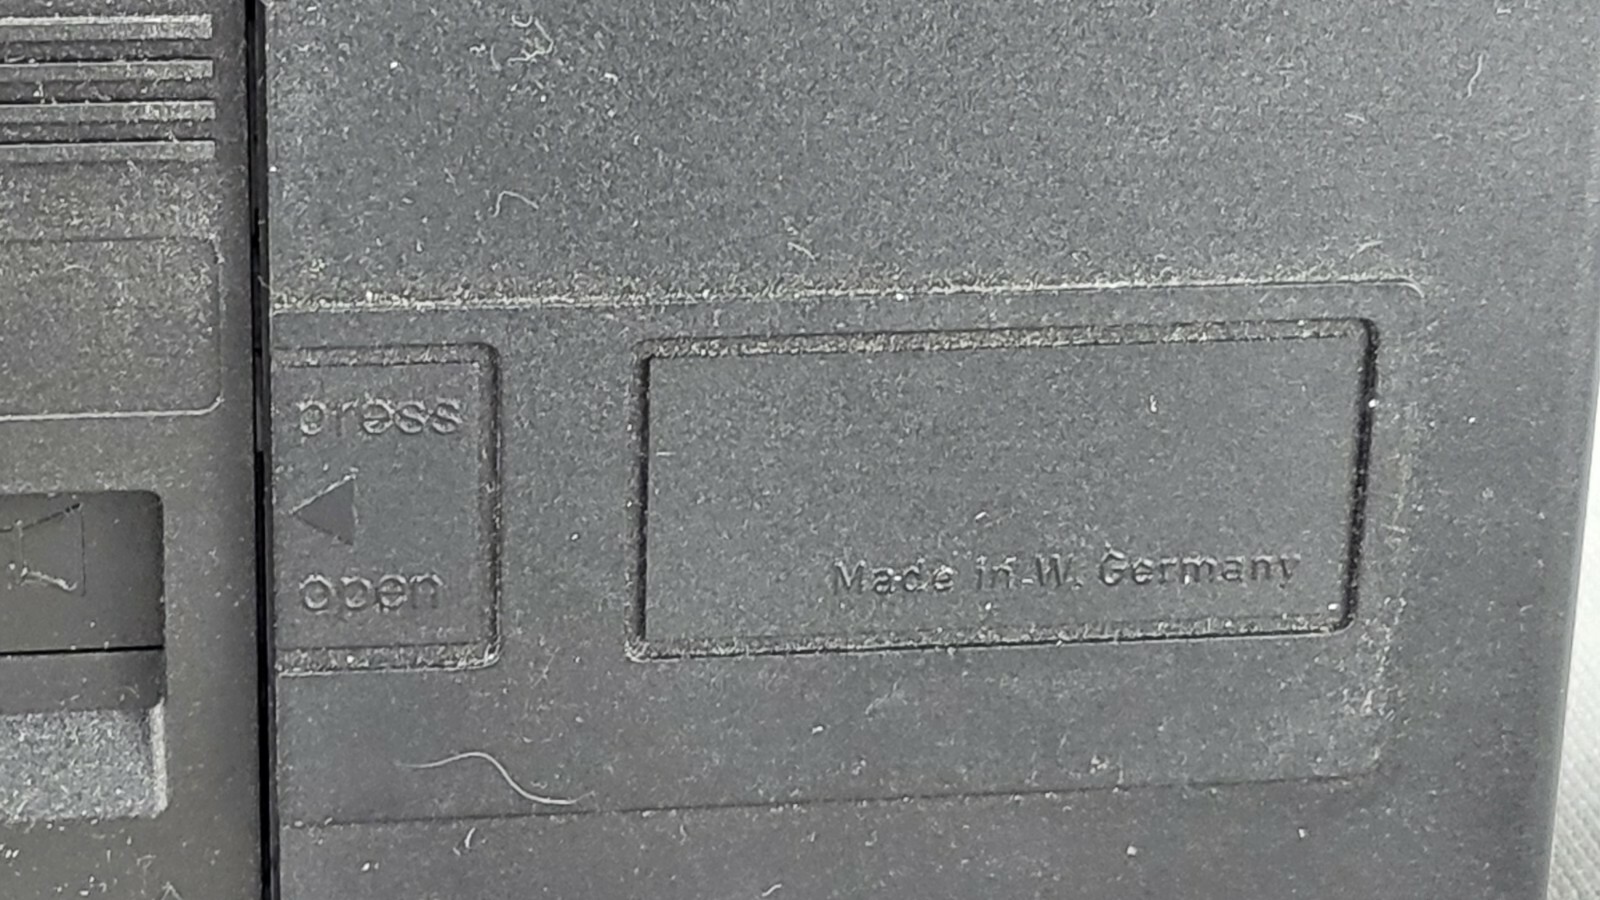 press
open
Made in W. Germany